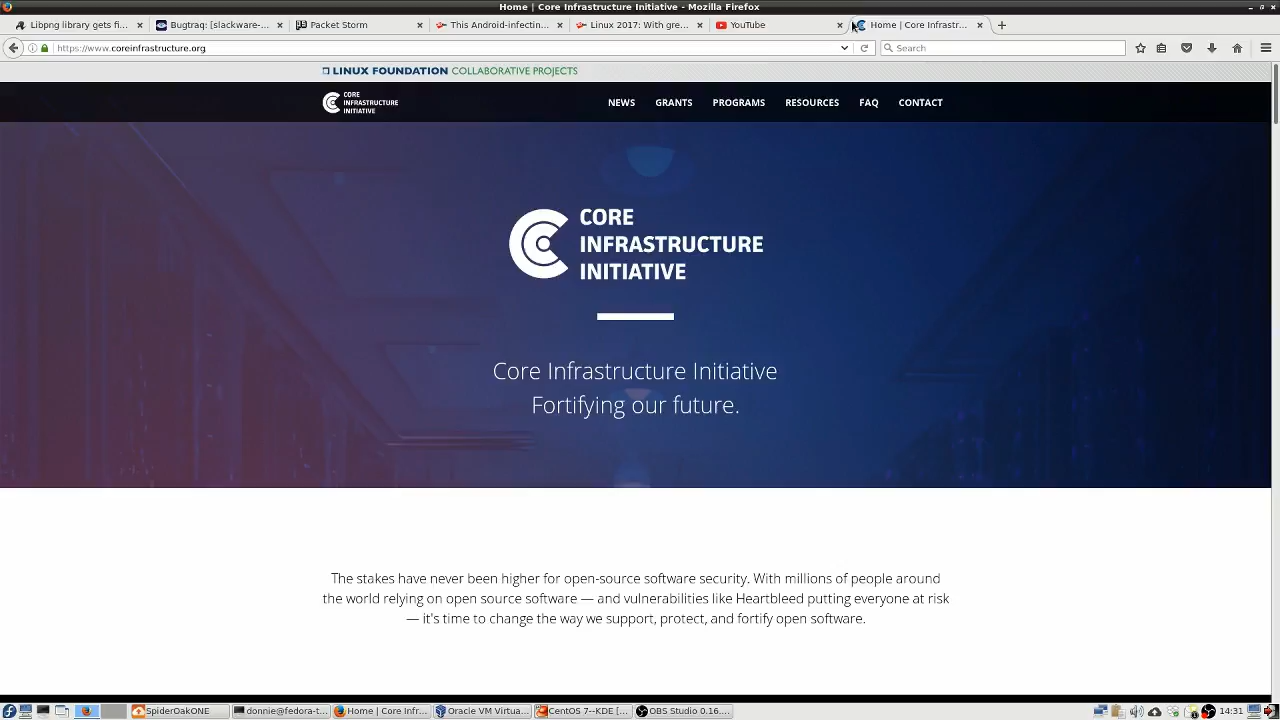 Home | Core Infrastructure Initiative - Mozilla Firefox
Libpng library gets fi...
Bugtraq: [slackware-...
Packet Storm
This Android-infectin...
Linux 2017: With gre...
YouTube
Home | Core Infrastr...
https://www.coreinfrastructure.org
Search
LINUX FOUNDATION COLLABORATIVE PROJECTS
CORE
INFRASTRUCTURE
INITIATIVE
NEWS GRANTS PROGRAMS RESOURCES FAQ CONTACT
CORE
INFRASTRUCTURE
INITIATIVE
Core Infrastructure Initiative
Fortifying our future.
The stakes have never been higher for open-source software security. With millions of people around
the world relying on open source software — and vulnerabilities like Heartbleed putting everyone at risk
— it's time to change the way we support, protect, and fortify open software.
SpiderOakONE
donnie@fedora-t...
Home | Core Infr...
Oracle VM Virtua...
CentOS 7--KDE [...
OBS Studio 0.16....
14:31